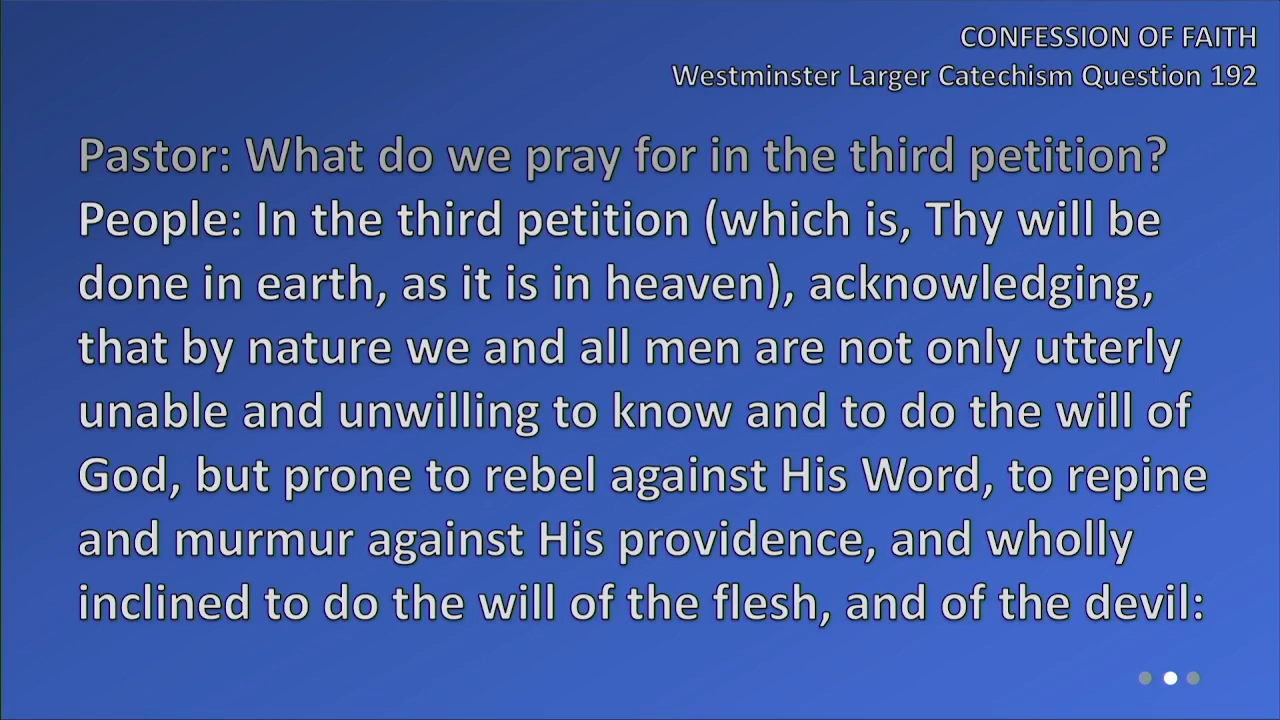 CONFESSION OF FAITH
Westminster Larger Catechism Question 192
Pastor: What do we pray for in the third petition?
People: In the third petition (which is, Thy will be
done in earth, as it is in heaven), acknowledging,
that by nature we and all men are not only utterly
unable and unwilling to know and to do the will of
God, but prone to rebel against His Word, to repine
and murmur against His providence, and wholly
inclined to do the will of the flesh, and of the devil: